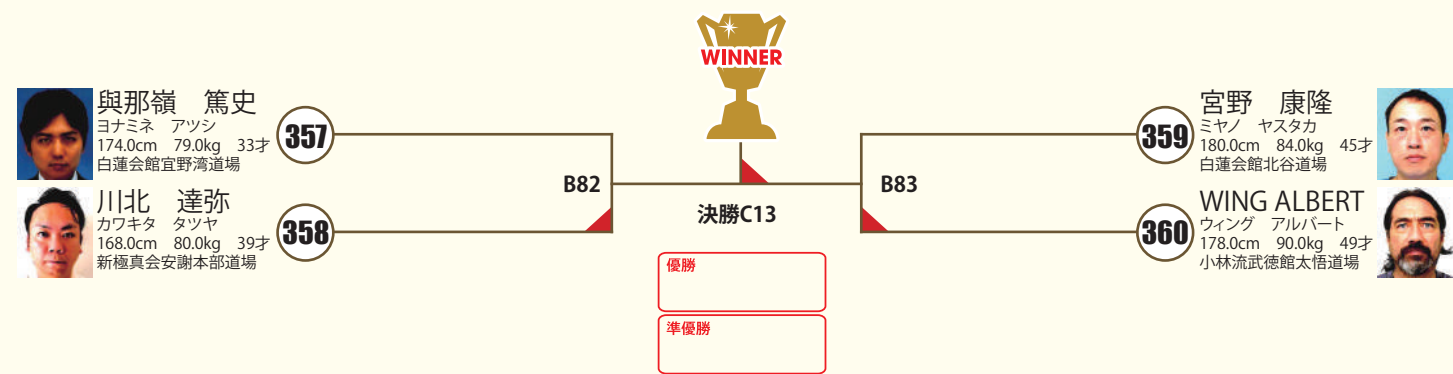 WINNER
與那嶺　篤史
ヨナミネ　アツシ
174.0cm　79.0kg　33才
白蓮会館宜野湾道場
357
川北　達弥
カワキタ　タツヤ
168.0cm　80.0kg　39才
新極真会安謝本部道場
358
B82
決勝C13
B83
宮野　康隆
ミヤノ　ヤスタカ
180.0cm　84.0kg　45才
白蓮会館北谷道場
359
WING ALBERT
ウィング　アルバート
178.0cm　90.0kg　49才
小林流武徳館太悟道場
360
優勝
準優勝